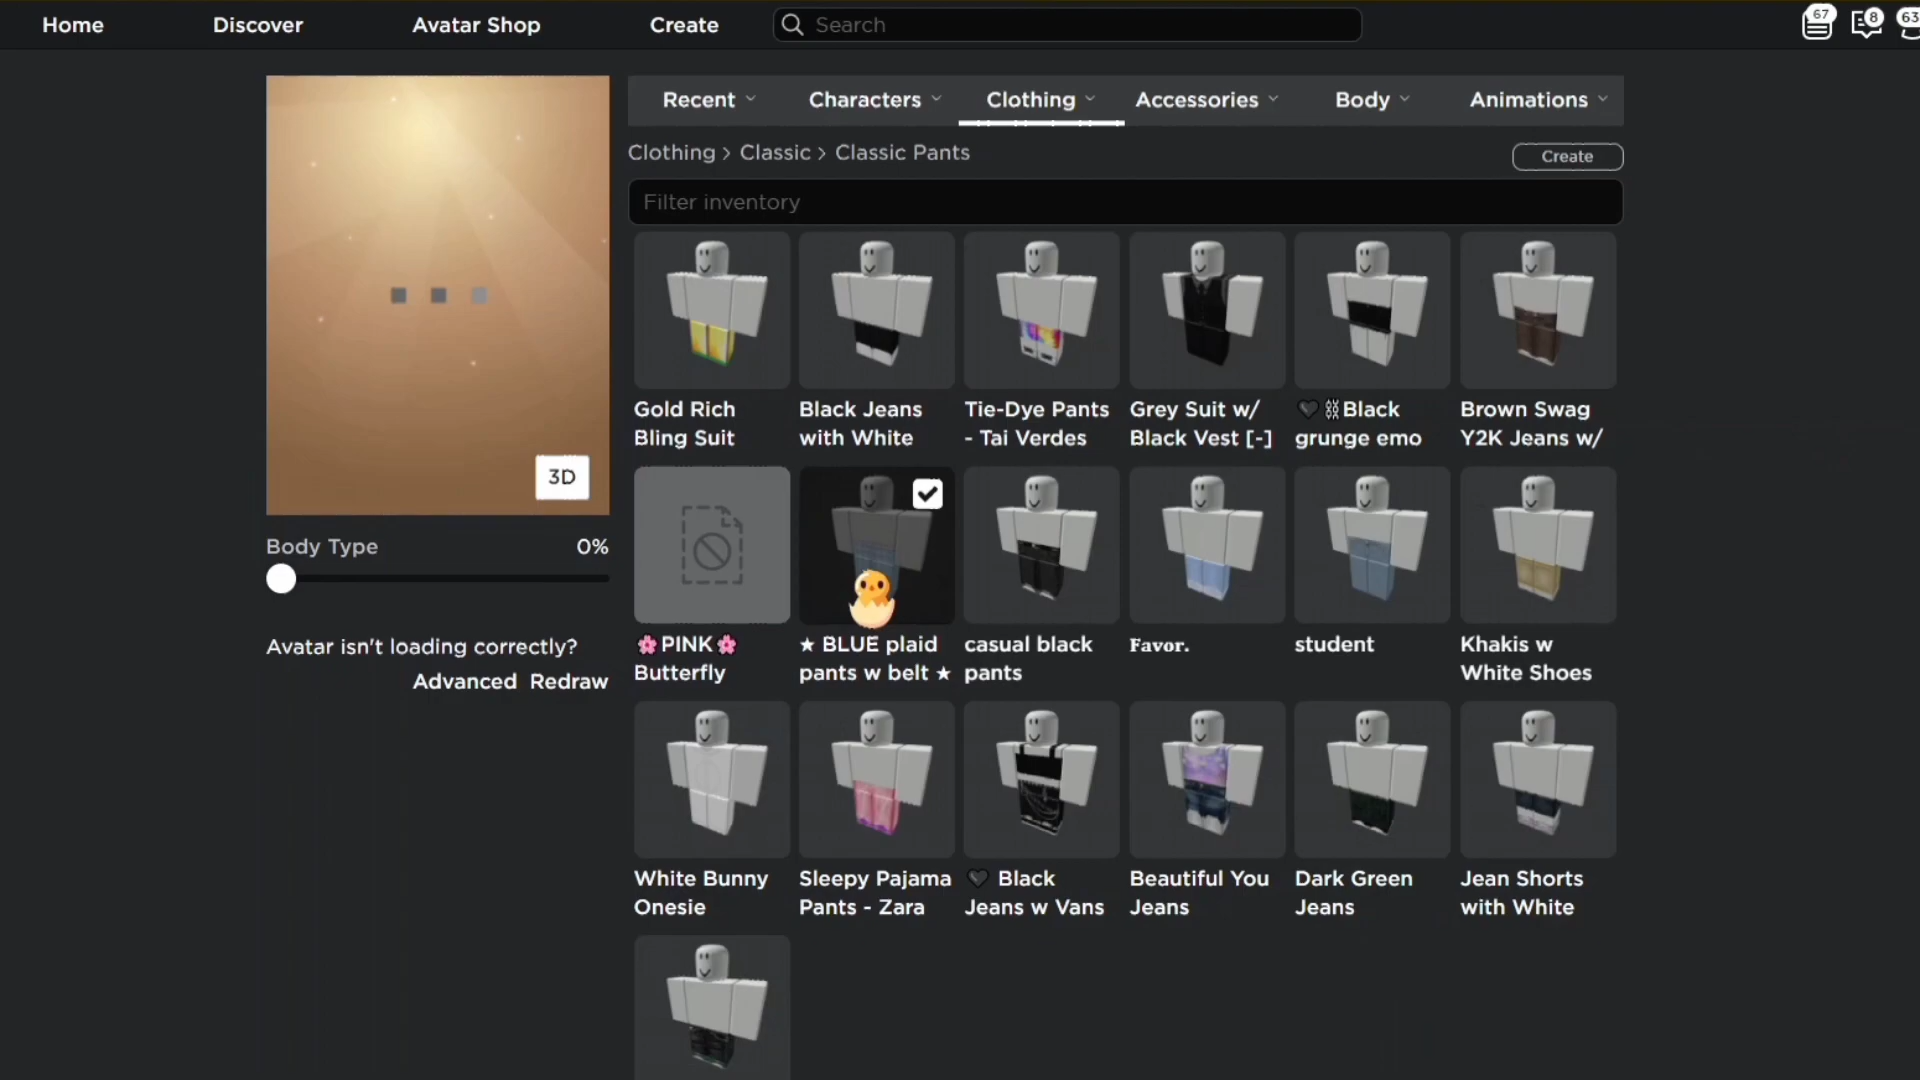 Home Discover Avatar Shop Create Search 67 8 63
Recent Characters Clothing Accessories Body Animations
Clothing > Classic > Classic Pants
Create
Filter inventory
3D
Body Type 0%
Avatar isn't loading correctly?
Advanced Redraw
Gold Rich
Bling Suit
Black Jeans
with White
Tie-Dye Pants
- Tai Verdes
Grey Suit w/
Black Vest [-]
🖤⛓Black
grunge emo
Brown Swag
Y2K Jeans w/
🌸PINK🌸
Butterfly
★ BLUE plaid
pants w belt ★
casual black
pants
Favor.
student
Khakis w
White Shoes
White Bunny
Onesie
Sleepy Pajama
Pants - Zara
🖤 Black
Jeans w Vans
Beautiful You
Jeans
Dark Green
Jeans
Jean Shorts
with White